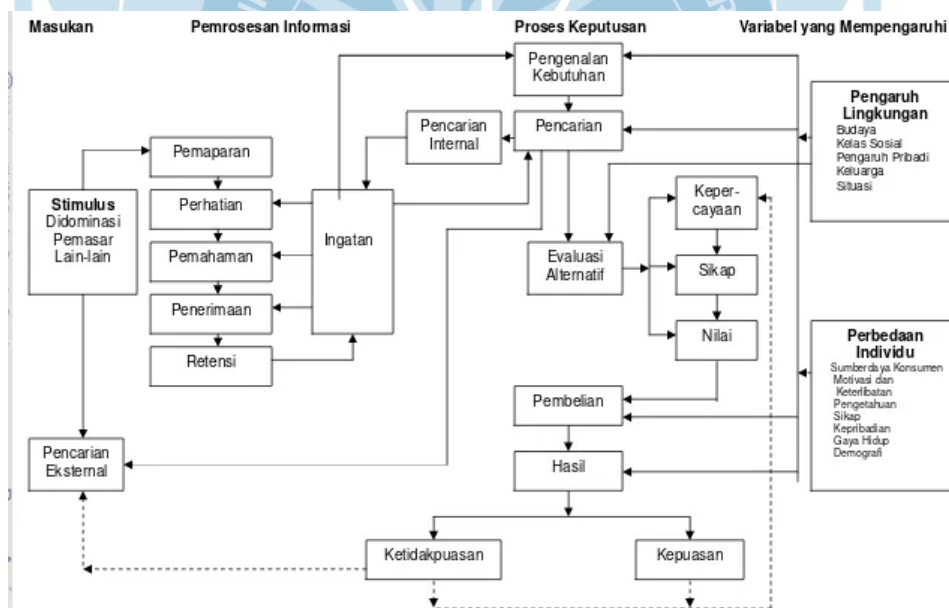 Masukan
Pemrosesan Informasi
Proses Keputusan
Variabel yang Mempengaruhi
Pengenalan
Kebutuhan
Pencarian
Internal
Pencarian
Pemaparan
Stimulus
Didominasi
Pemasar
Lain-lain
Perhatian
Pemahaman
Penerimaan
Retensi
Ingatan
Evaluasi
Alternatif
Keper-
cayaan
Sikap
Nilai
Pengaruh
Lingkungan
Budaya
Kelas Sosial
Pengaruh Pribadi
Keluarga
Situasi
Perbedaan
Individu
Sumberdaya Konsumen
Motivasi dan
Keterlibatan
Pengetahuan
Sikap
Kepribadian
Gaya Hidup
Demografi
Pembelian
Hasil
Pencarian
Eksternal
Ketidakpuasan
Kepuasan